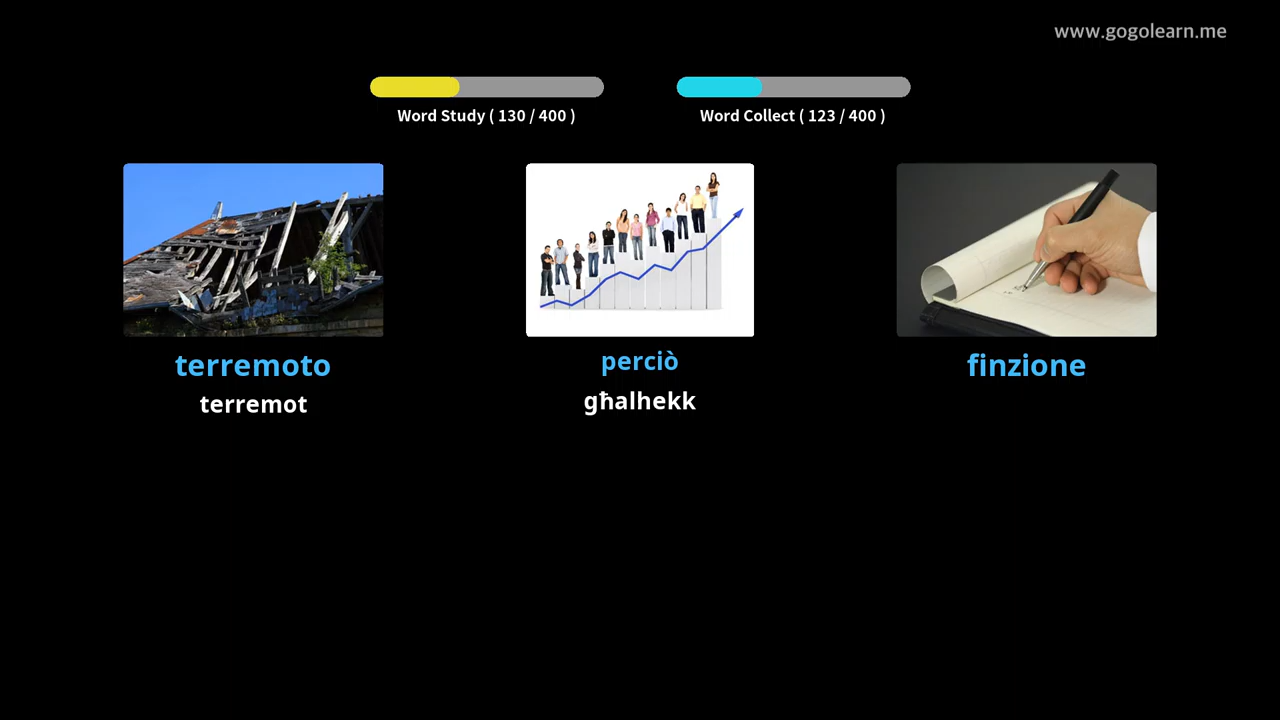 www.gogolearn.me
Word Study ( 130 / 400 )
Word Collect ( 123 / 400 )
terremoto
terremot
perciò
għalhekk
finzione